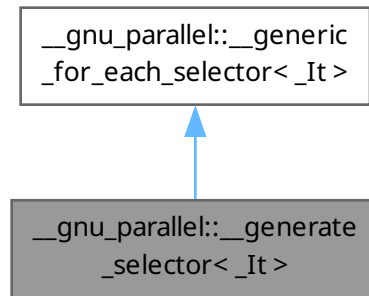 __gnu_parallel::__generic
_for_each_selector< _It >
__gnu_parallel::__generate
_selector< _It >